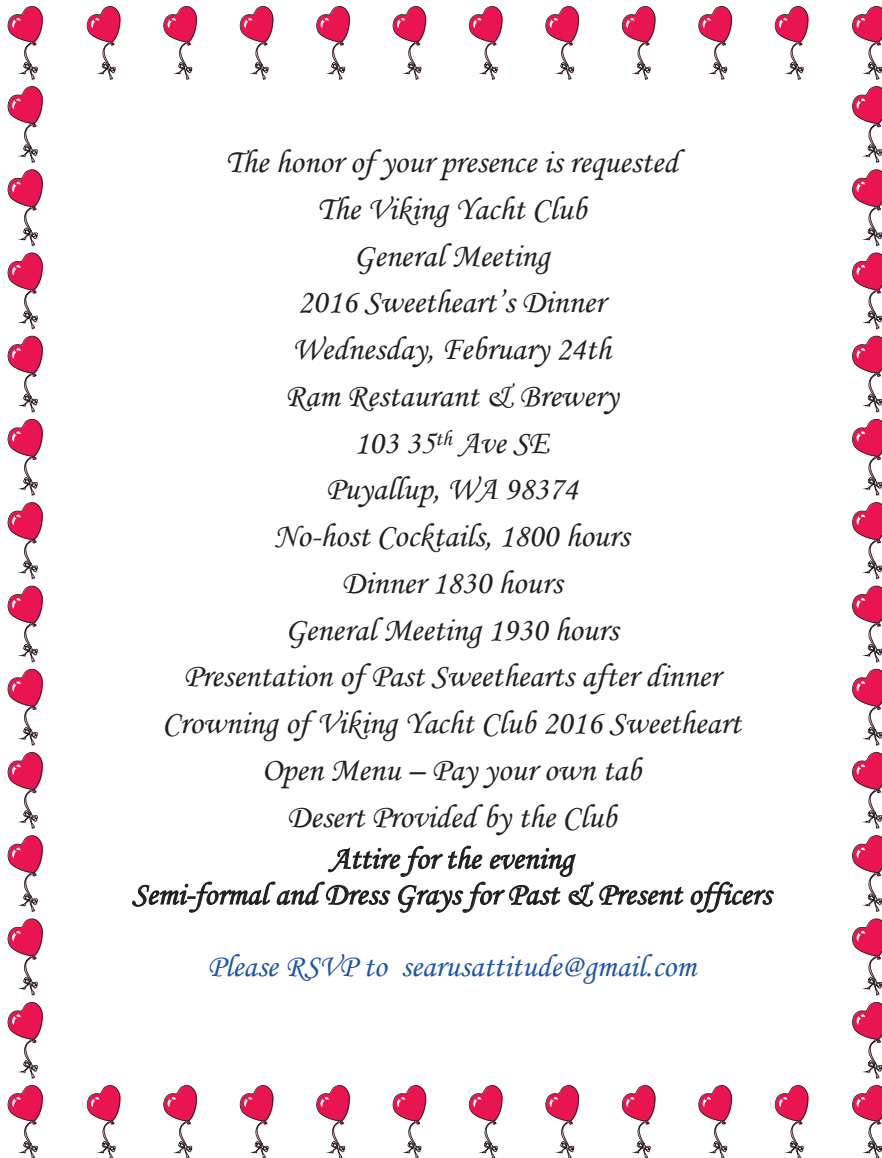 The honor of your presence is requested
The Viking Yacht Club
General Meeting
2016 Sweetheart’s Dinner
Wednesday, February 24th
Ram Restaurant & Brewery
103 35th Ave SE
Puyallup, WA 98374
No-host Cocktails, 1800 hours
Dinner 1830 hours
General Meeting 1930 hours
Presentation of Past Sweethearts after dinner
Crowning of Viking Yacht Club 2016 Sweetheart
Open Menu – Pay your own tab
Desert Provided by the Club
Attire for the evening
Semi-formal and Dress Grays for Past & Present officers
Please RSVP to searusattitude@gmail.com